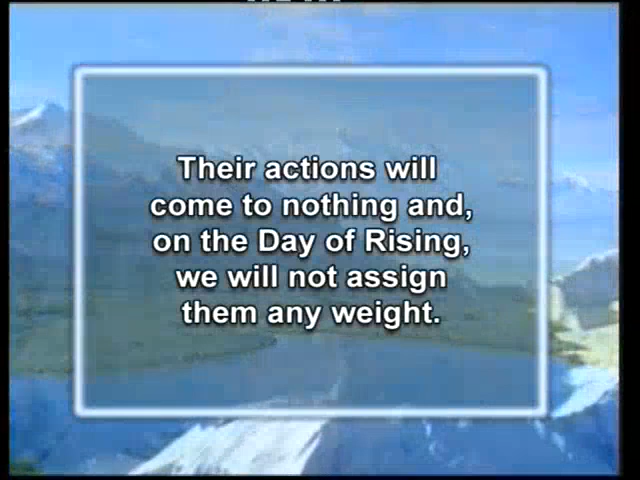 Their actions will
come to nothing and,
on the Day of Rising,
we will not assign
them any weight.